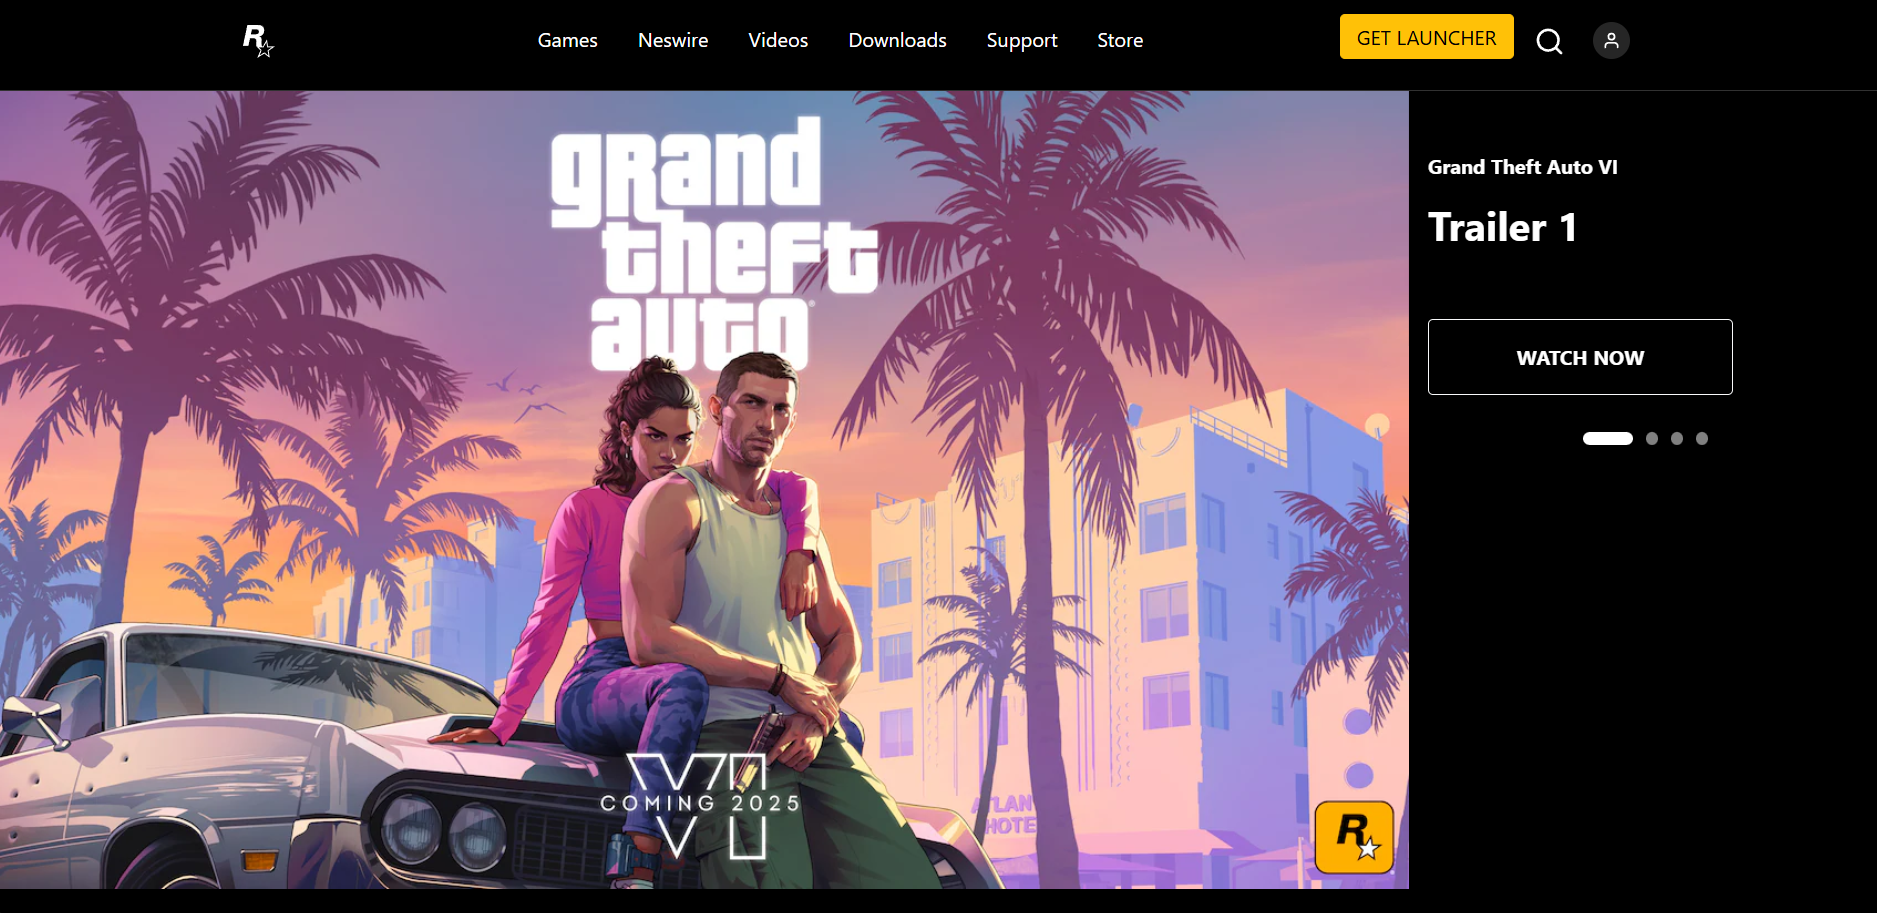 R
Games Neswire Videos Downloads Support Store
GET LAUNCHER
grand
theft
auto
VI
COMING 2025
ATLAN
HOTE
R
Grand Theft Auto VI
Trailer 1
WATCH NOW